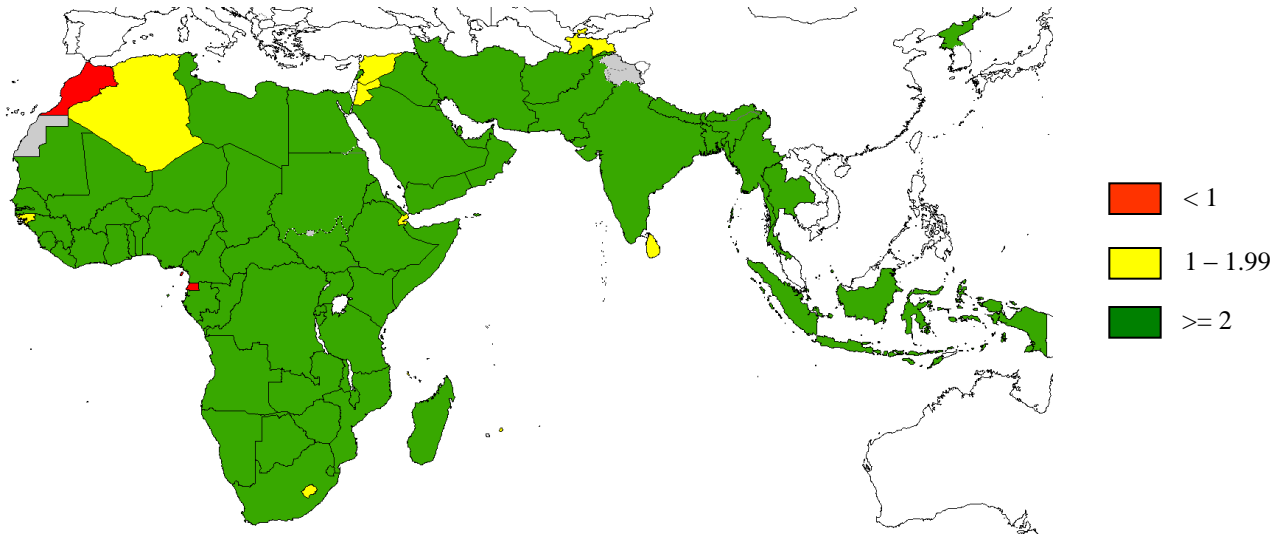 < 1
1 – 1.99
>= 2